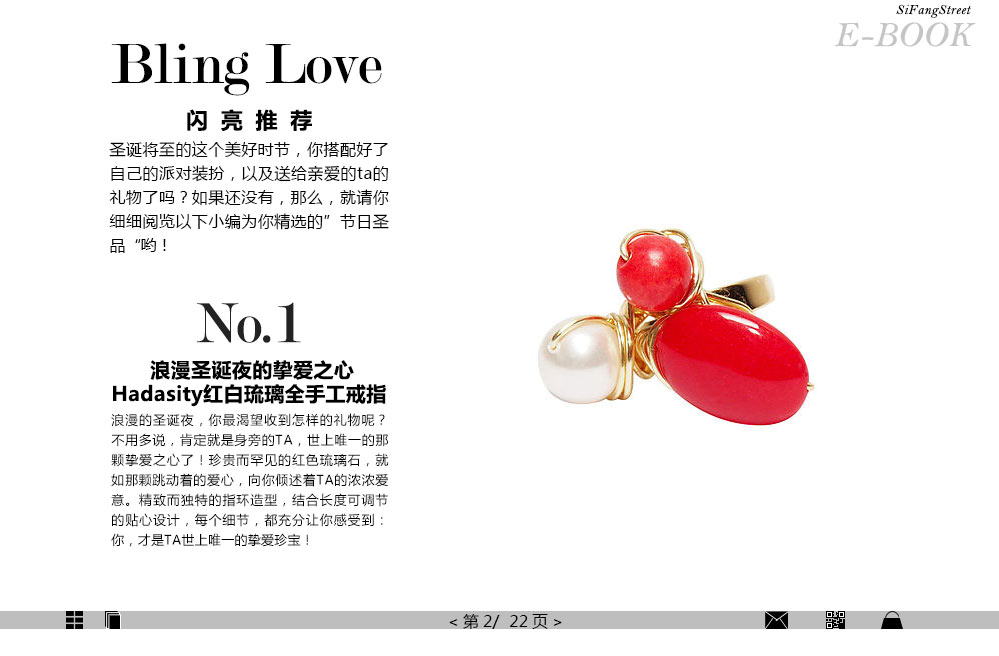 SiFangStreet
E-BOOK
Bling Love
闪亮推荐
圣诞将至的这个美好时节，你搭配好了
自己的派对装扮，以及送给亲爱的ta的
礼物了吗？如果还没有，那么，就请你
细细阅览以下小编为你精选的”节日圣
品“哟！
No.1
浪漫圣诞夜的挚爱之心
Hadasity红白琉璃全手工戒指
浪漫的圣诞夜，你最渴望收到怎样的礼物呢？
不用多说，肯定就是身旁的TA，世上唯一的那
颗挚爱之心了！珍贵而罕见的红色琉璃石，就
如那颗跳动着的爱心，向你倾述着TA的浓浓爱
意。精致而独特的指环造型，结合长度可调节
的贴心设计，每个细节，都充分让你感受到：
你，才是TA世上唯一的挚爱珍宝！
< 第 2/ 22 页 >